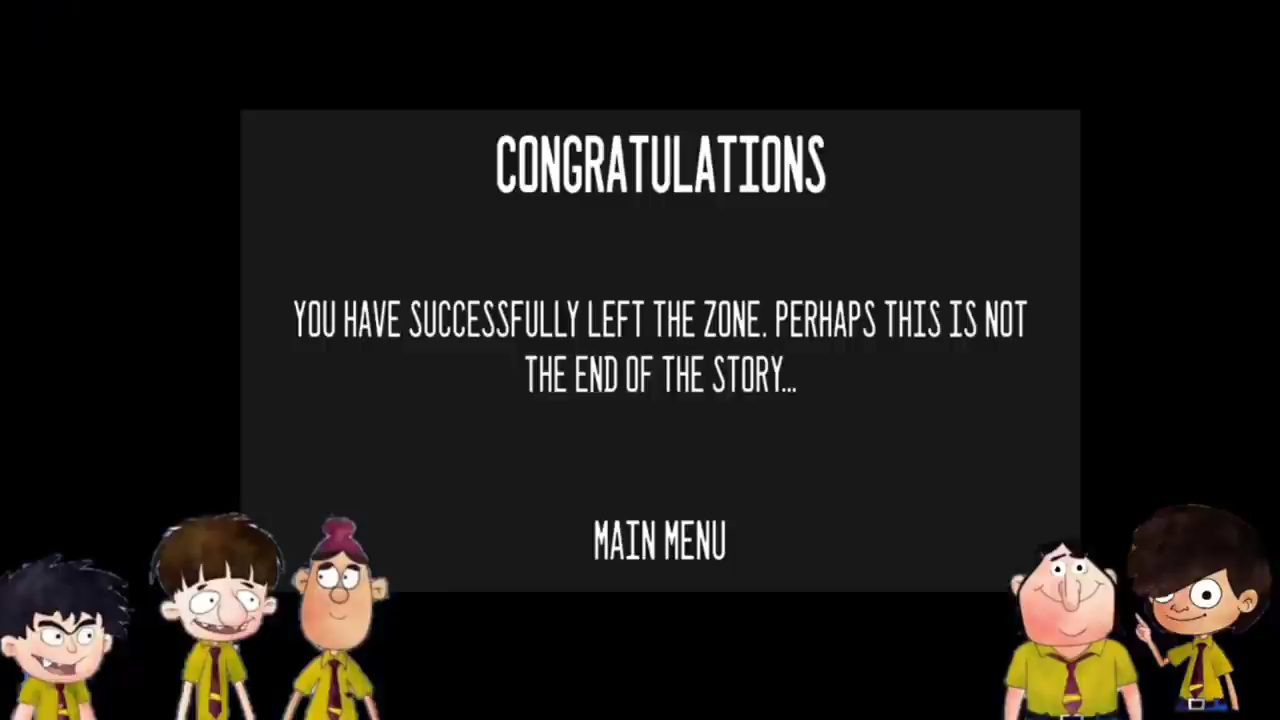 CONGRATULATIONS
YOU HAVE SUCCESSFULLY LEFT THE ZONE. PERHAPS THIS IS NOT
THE END OF THE STORY...
MAIN MENU